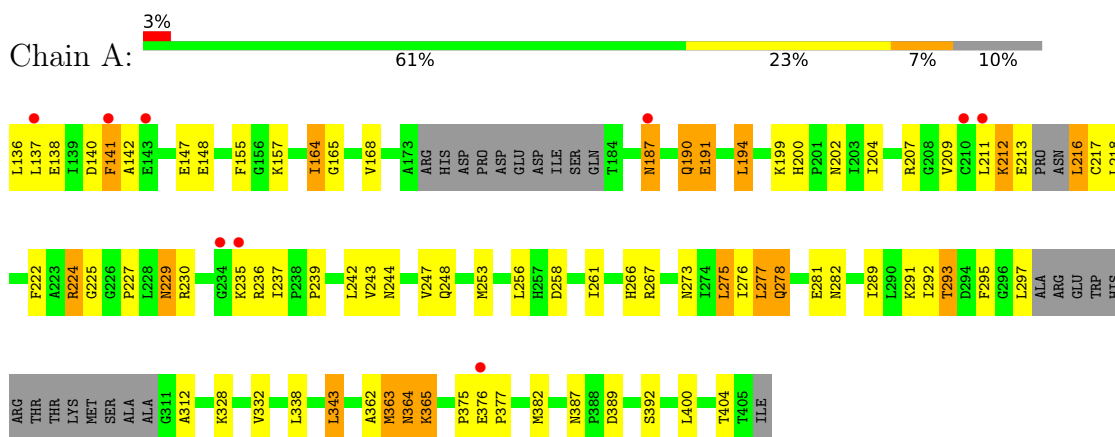 3%
Chain A:
61% 23% 7% 10%
L136 L137 E138 I139 D140 F141 A142 E143 E147 E148 F155 G156 K157 I164 G165 V168 A173 ARG HIS ASP PRO ASP GLU ASP ILE SER GLN T184 N187 Q190 E191 L194 K199 H200 P201 N202 I203 I204 R207 G208 V209 C210 L211 K212 E213 PRO ASN L216 C217 L218
F222 A223 R224 G225 G226 P227 L228 N229 R230 G234 K235 R236 I237 P238 P239 L242 V243 N244 V247 Q248 M253 L256 H257 D258 I261 H266 R267 N273 I274 L275 I276 L277 Q278 E281 N282 I289 L290 K291 I292 T293 D294 F295 G296 L297 ALA ARG GLU TRP HIS
ARG THR THR LYS MET SER ALA ALA G311 A312 K328 V332 L338 L343 A362 M363 N364 K365 P375 E376 P377 M382 N387 P388 D389 S392 L400 T404 T405 ILE